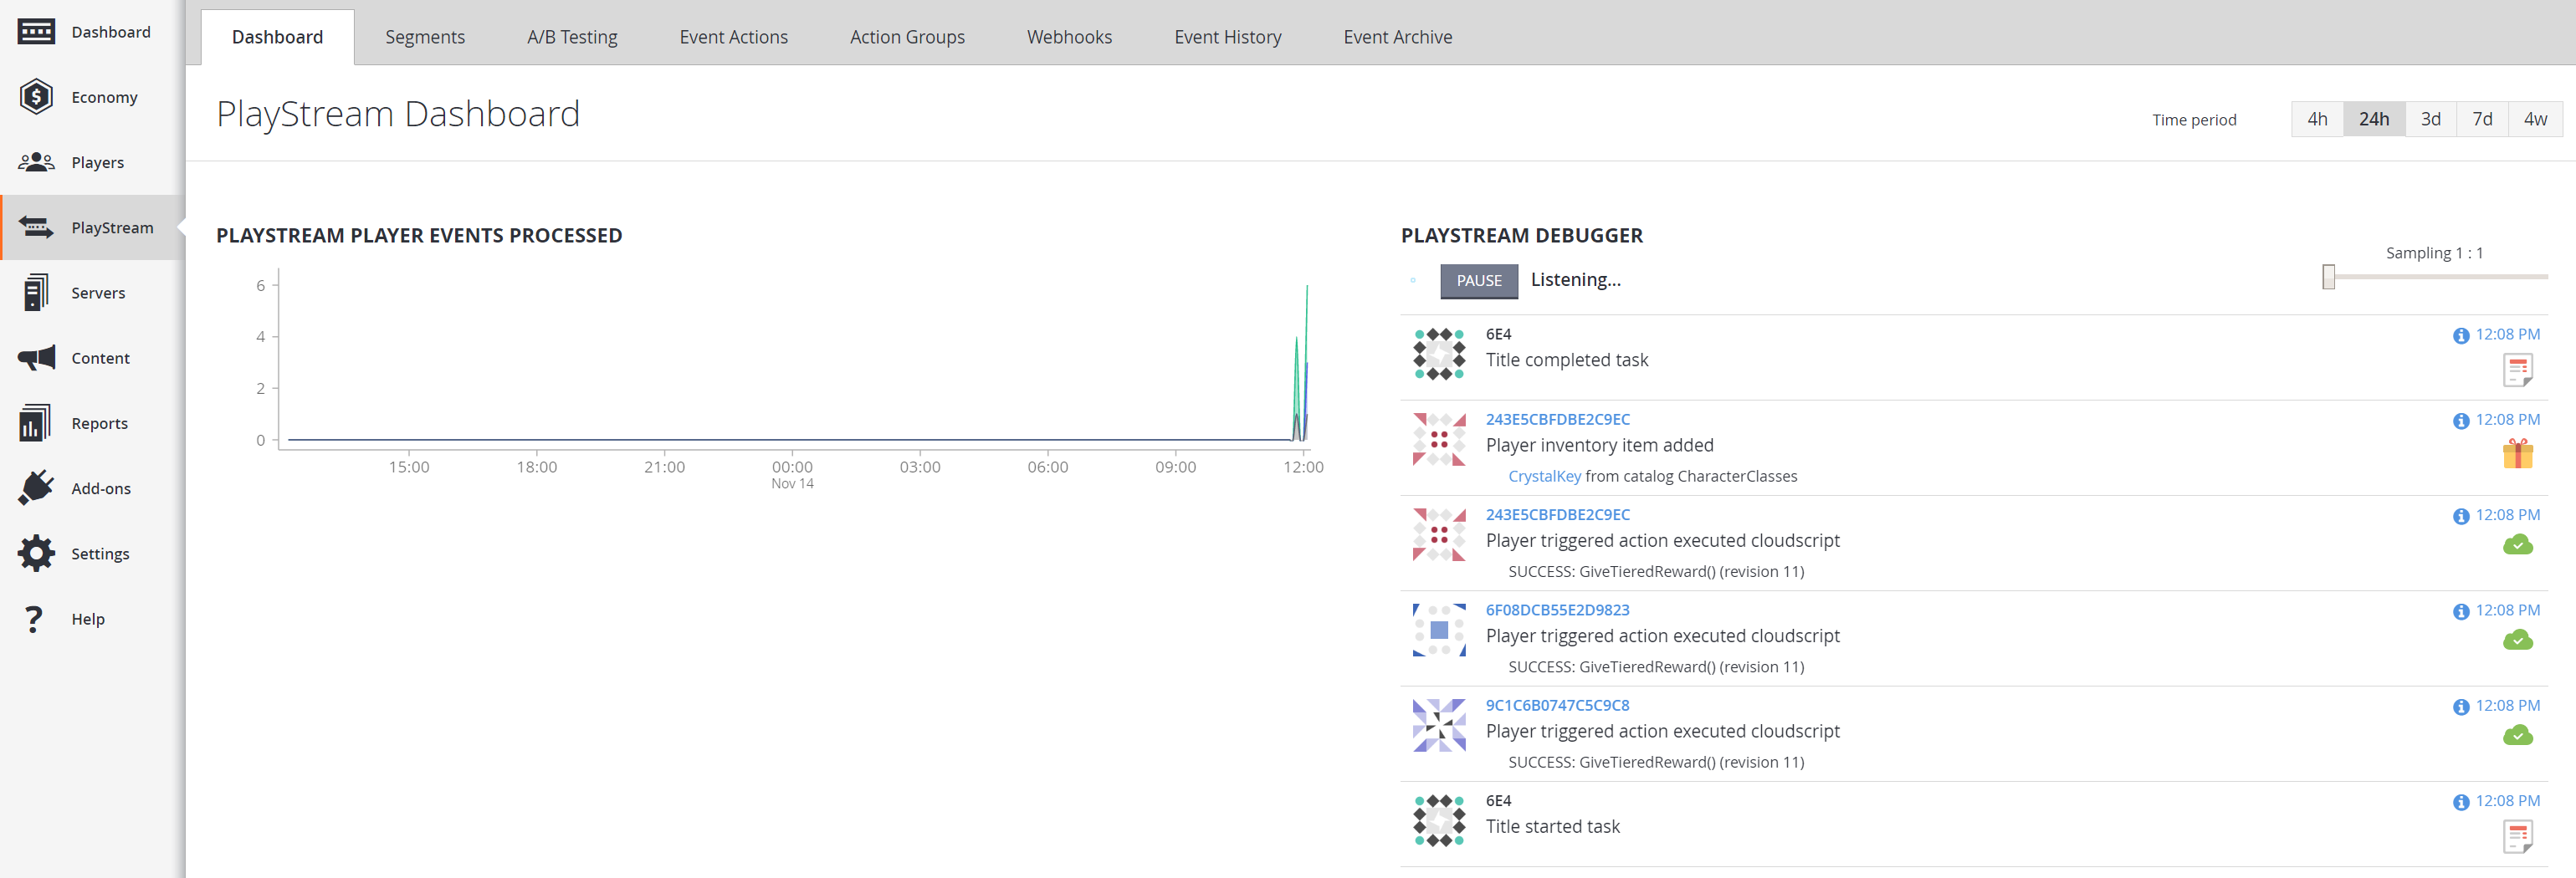 Dashboard
Economy
Players
PlayStream
Servers
Content
Reports
Add-ons
Settings
Help
Dashboard Segments A/B Testing Event Actions Action Groups Webhooks Event History Event Archive
PlayStream Dashboard
Time period 4h 24h 3d 7d 4w
PLAYSTREAM PLAYER EVENTS PROCESSED
6
4
2
0
15:00 18:00 21:00 00:00 03:00 06:00 09:00 12:00
Nov 14
PLAYSTREAM DEBUGGER
Sampling 1 : 1
PAUSE Listening...
6E4 12:08 PM
Title completed task
243E5CBFDBE2C9EC 12:08 PM
Player inventory item added
CrystalKey from catalog CharacterClasses
243E5CBFDBE2C9EC 12:08 PM
Player triggered action executed cloudscript
SUCCESS: GiveTieredReward() (revision 11)
6F08DCB55E2D9823 12:08 PM
Player triggered action executed cloudscript
SUCCESS: GiveTieredReward() (revision 11)
9C1C6B0747C5C9C8 12:08 PM
Player triggered action executed cloudscript
SUCCESS: GiveTieredReward() (revision 11)
6E4 12:08 PM
Title started task